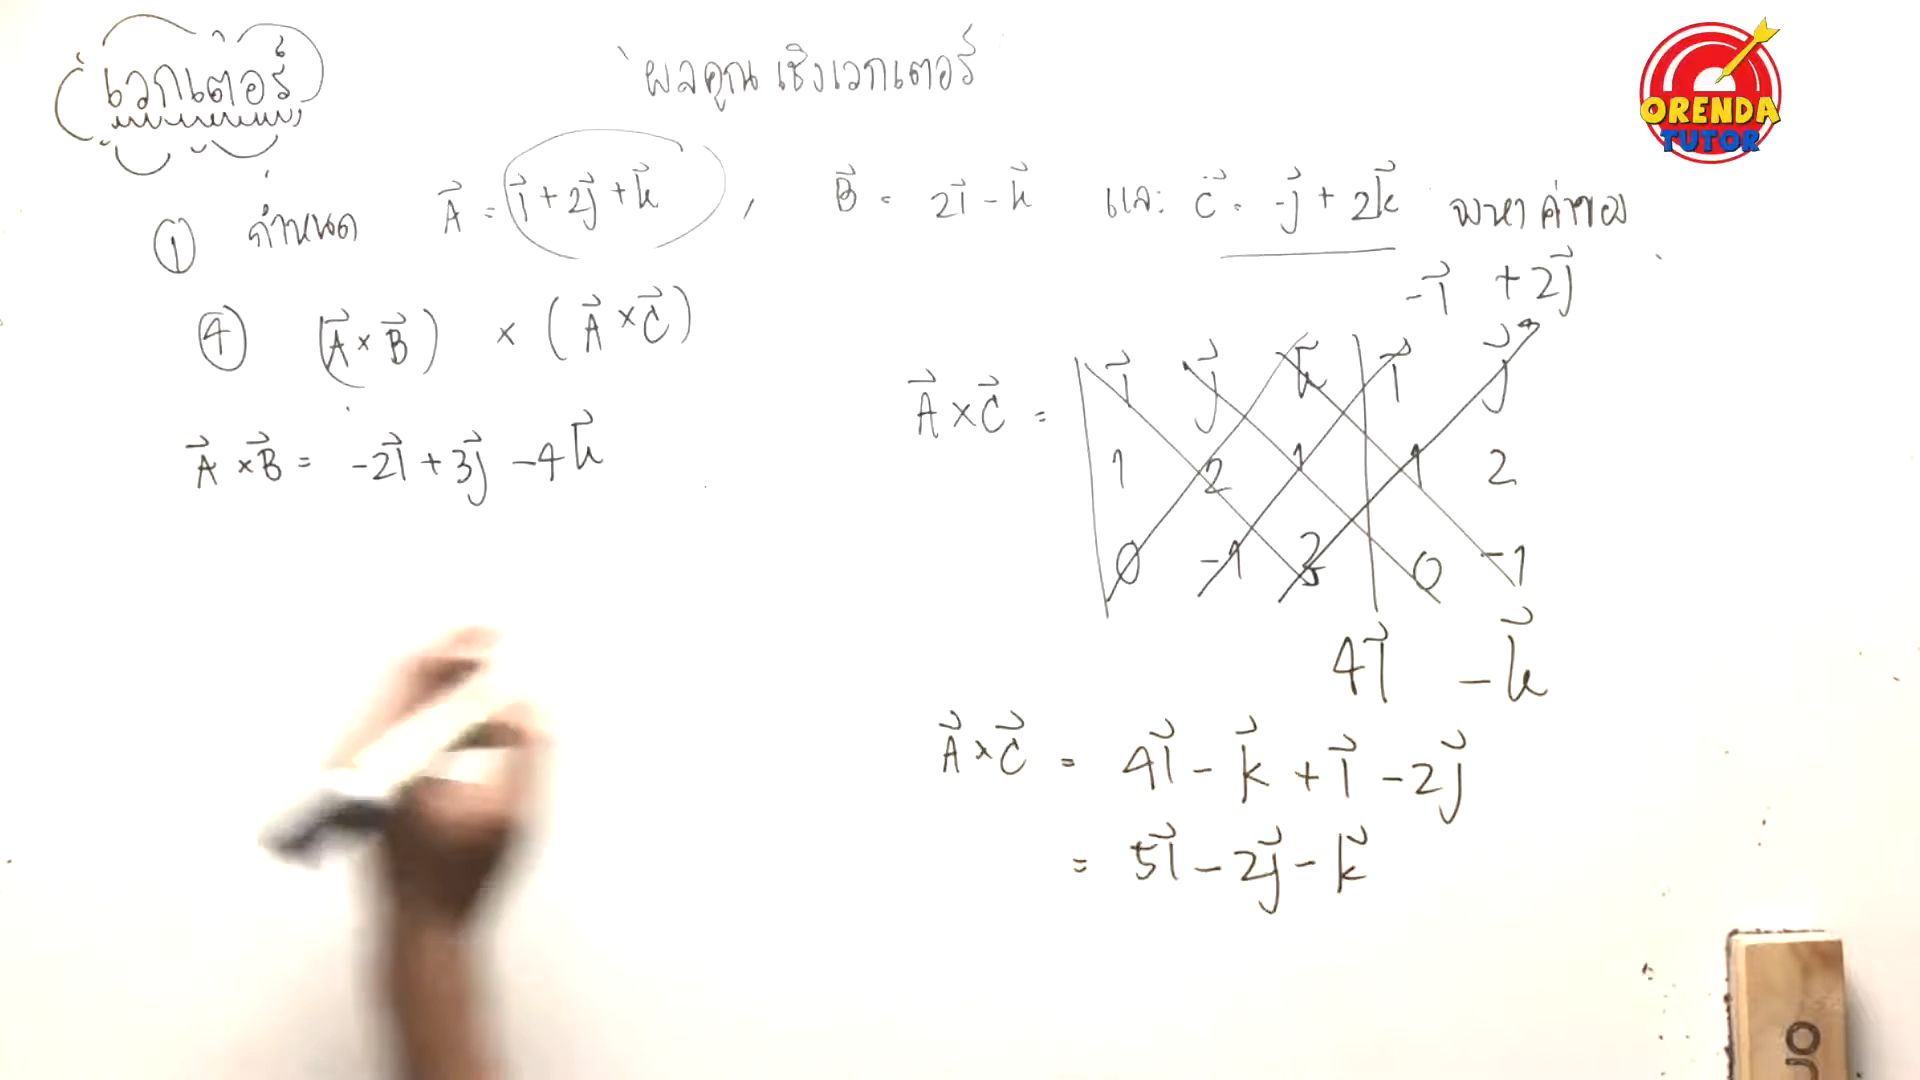 เวกเตอร์
ผลคูณเชิงเวกเตอร์
ORENDA
TUTOR
① กำหนด A⃗ = i⃗ + 2j⃗ + k⃗ , B⃗ = 2i⃗ - k⃗ และ C⃗ = -j⃗ + 2k⃗ จงหาค่าของ
-i⃗ +2j⃗
④ (A⃗ × B⃗) × (A⃗ × C⃗)
A⃗ × C⃗ = | i⃗ j⃗ k⃗ | i⃗ j⃗
1 2 1 1 2
0 -1 2 0 -1
A⃗ × B⃗ = -2i⃗ + 3j⃗ - 4k⃗
4i⃗ - k⃗
A⃗ × C⃗ = 4i⃗ - k⃗ + i⃗ - 2j⃗
= 5i⃗ - 2j⃗ - k⃗